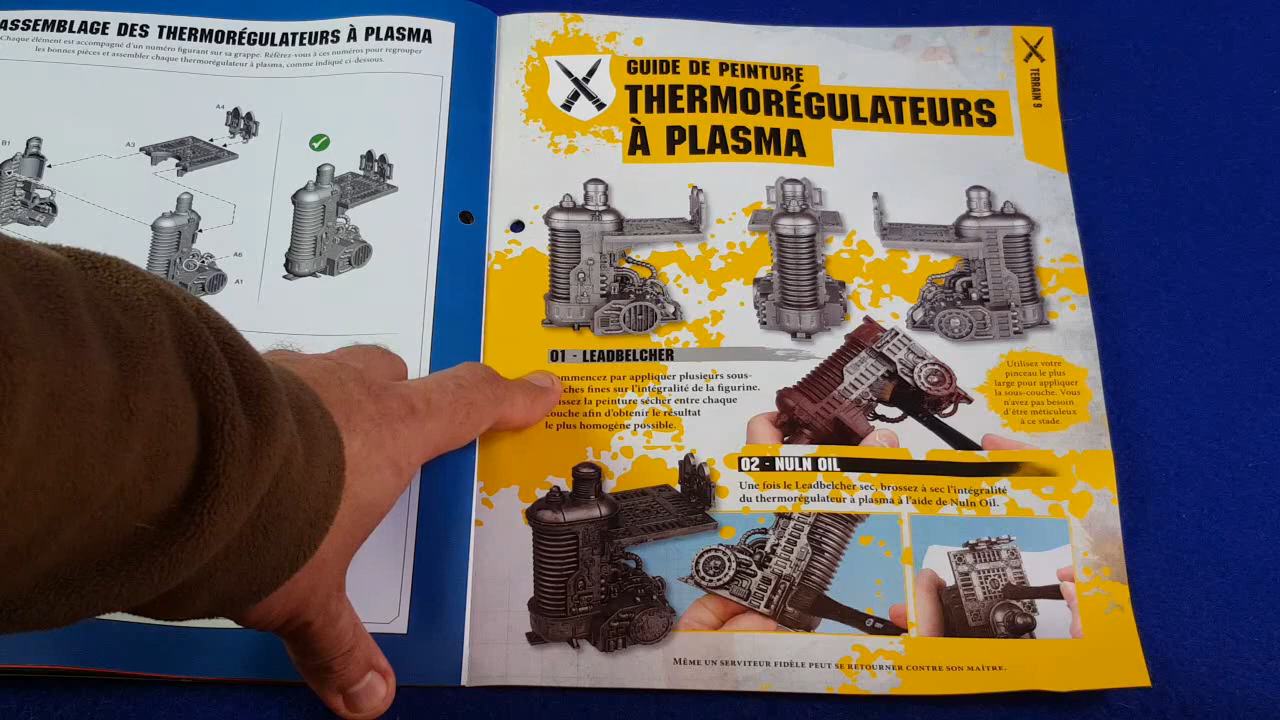 ASSEMBLAGE DES THERMORÉGULATEURS À PLASMA
Chaque élément est accompagné d'un numéro figurant sur sa grappe. Référez-vous à ces numéros pour regrouper
les bonnes pièces et assembler chaque thermorégulateur à plasma, comme indiqué ci-dessous.
A4
B1
A3
A6
A1
GUIDE DE PEINTURE
THERMORÉGULATEURS
À PLASMA
TERRAIN 9
01 - LEADBELCHER
ommencez par appliquer plusieurs sous-
ches fines sur l'intégralité de la figurine.
issez la peinture sécher entre chaque
couche afin d'obtenir le résultat
le plus homogène possible.
Utilisez votre
pinceau le plus
large pour appliquer
la sous-couche. Vous
n'avez pas besoin
d'être méticuleux
à ce stade.
02 - NULN OIL
Une fois le Leadbelcher sec, brossez à sec l'intégralité
du thermorégulateur à plasma à l'aide de Nuln Oil.
DRY
MÊME UN SERVITEUR FIDÈLE PEUT SE RETOURNER CONTRE SON MAÎTRE.